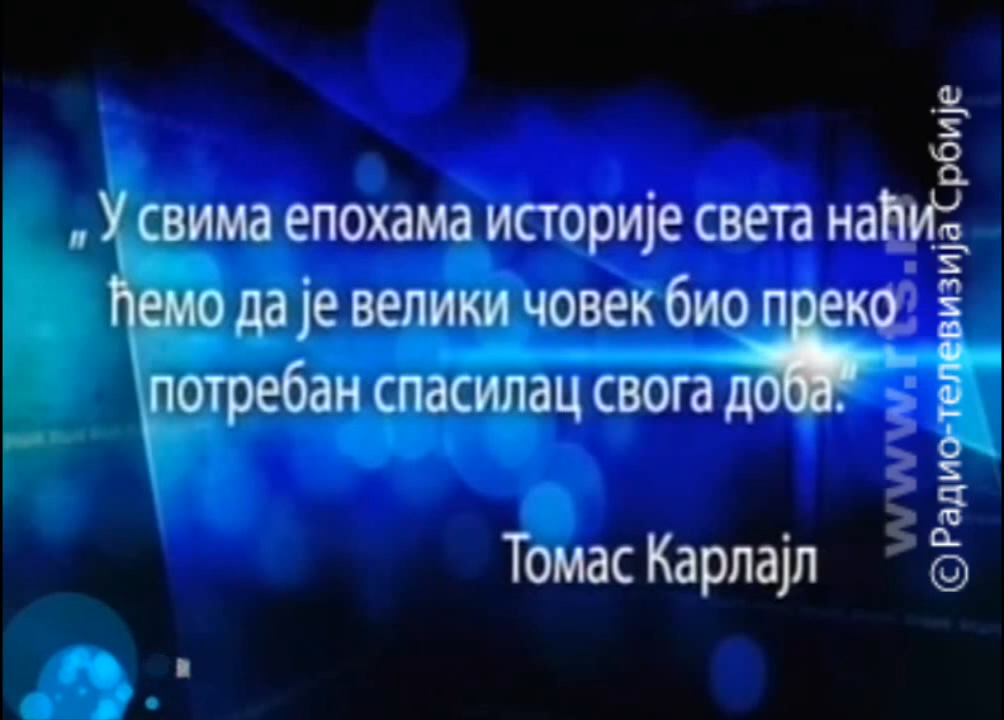 „ У свима епохама историје света наћи
ћемо да је велики човек био преко
потребан спасилац свога доба.“
Томас Карлајл
www.rts.rs
©Радио-телевизија Србије